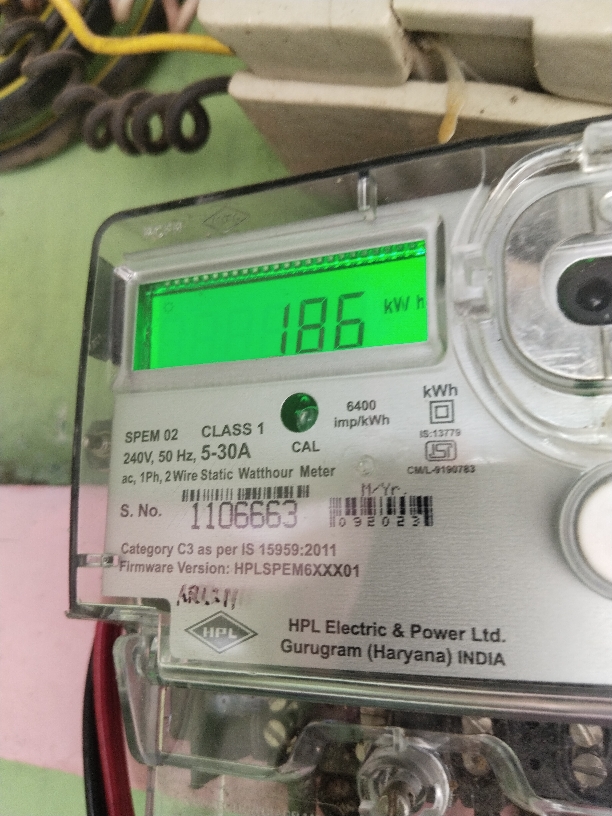 186 kW h
SPEM 02 CLASS 1
240V, 50 Hz, 5-30A
ac, 1Ph, 2 Wire Static Watthour Meter
CAL
6400
imp/kWh
kWh
IS:13779
ISI
CM/L-9190783
S. No. 1106663
M/Yr.
092023
Category C3 as per IS 15959:2011
Firmware Version: HPLSPEM6XXX01
HPL
HPL Electric & Power Ltd.
Gurugram (Haryana) INDIA